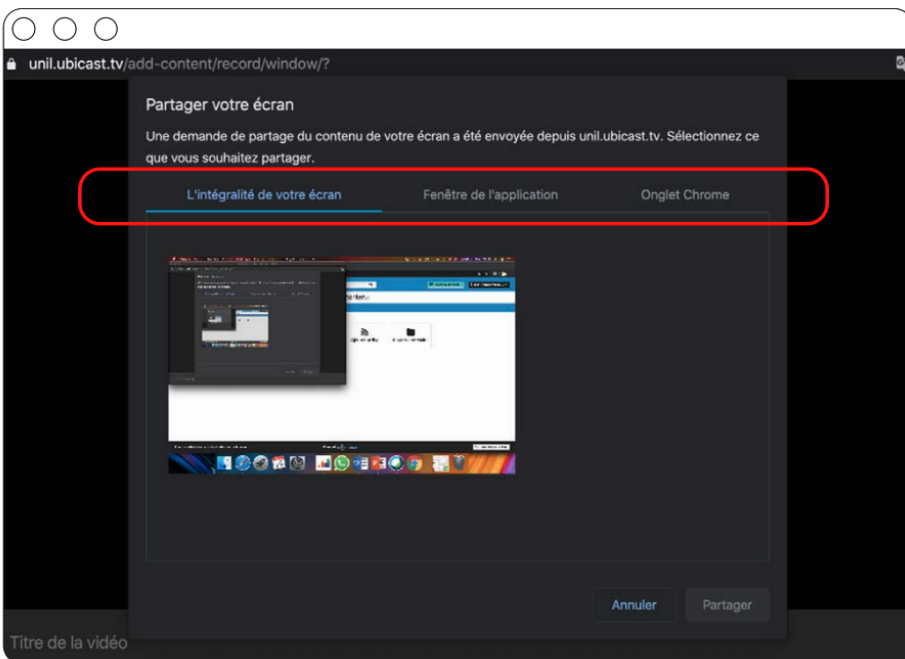 unil.ubicast.tv/add-content/record/window/?
Partager votre écran
Une demande de partage du contenu de votre écran a été envoyée depuis unil.ubicast.tv. Sélectionnez ce
que vous souhaitez partager.
L'intégralité de votre écran Fenêtre de l'application Onglet Chrome
Annuler Partager
Titre de la vidéo